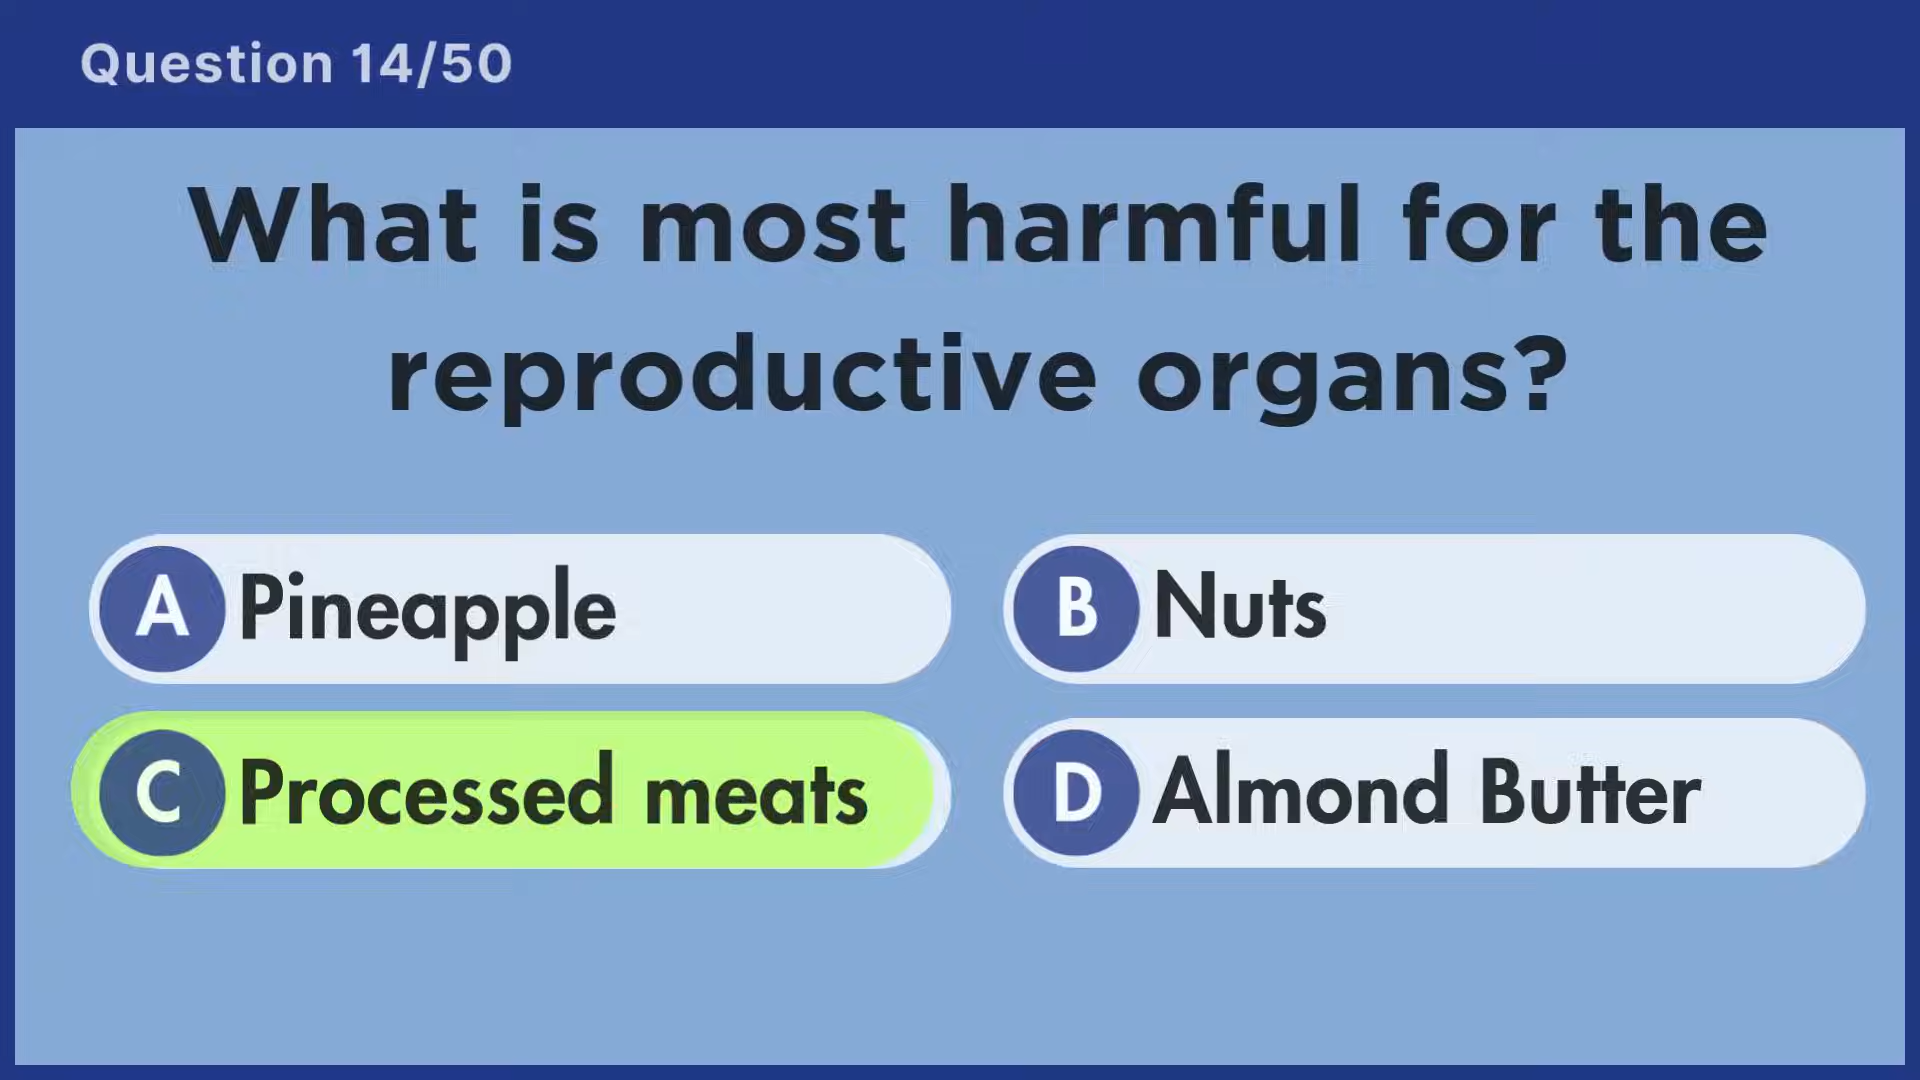 Question 14/50
What is most harmful for the
reproductive organs?
A Pineapple
B Nuts
C Processed meats
D Almond Butter